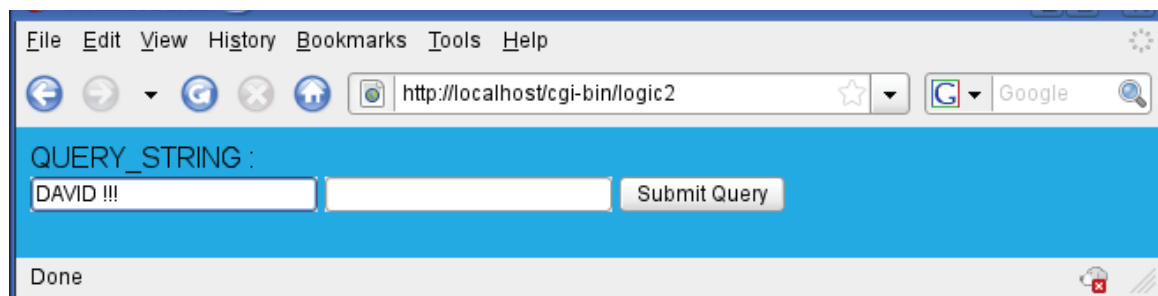 File Edit View History Bookmarks Tools Help
http://localhost/cgi-bin/logic2 G Google
QUERY_STRING :
DAVID !!! Submit Query
Done